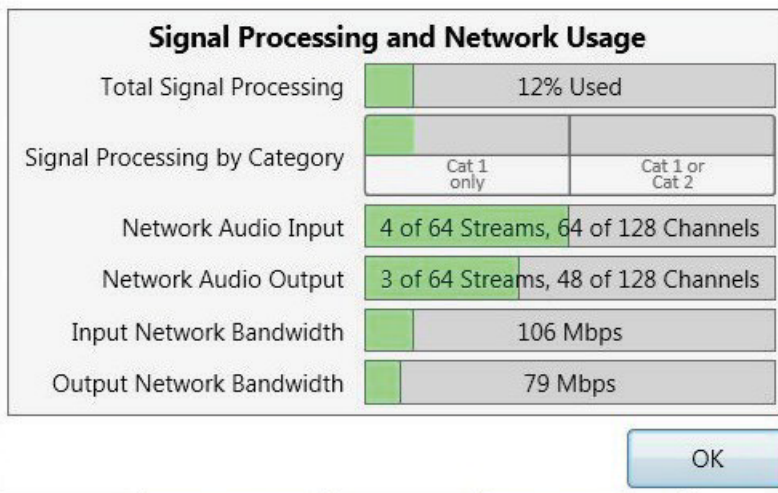 Signal Processing and Network Usage
Total Signal Processing 12% Used
Signal Processing by Category
Cat 1 only
Cat 1 or Cat 2
Network Audio Input 4 of 64 Streams, 64 of 128 Channels
Network Audio Output 3 of 64 Streams, 48 of 128 Channels
Input Network Bandwidth 106 Mbps
Output Network Bandwidth 79 Mbps
OK